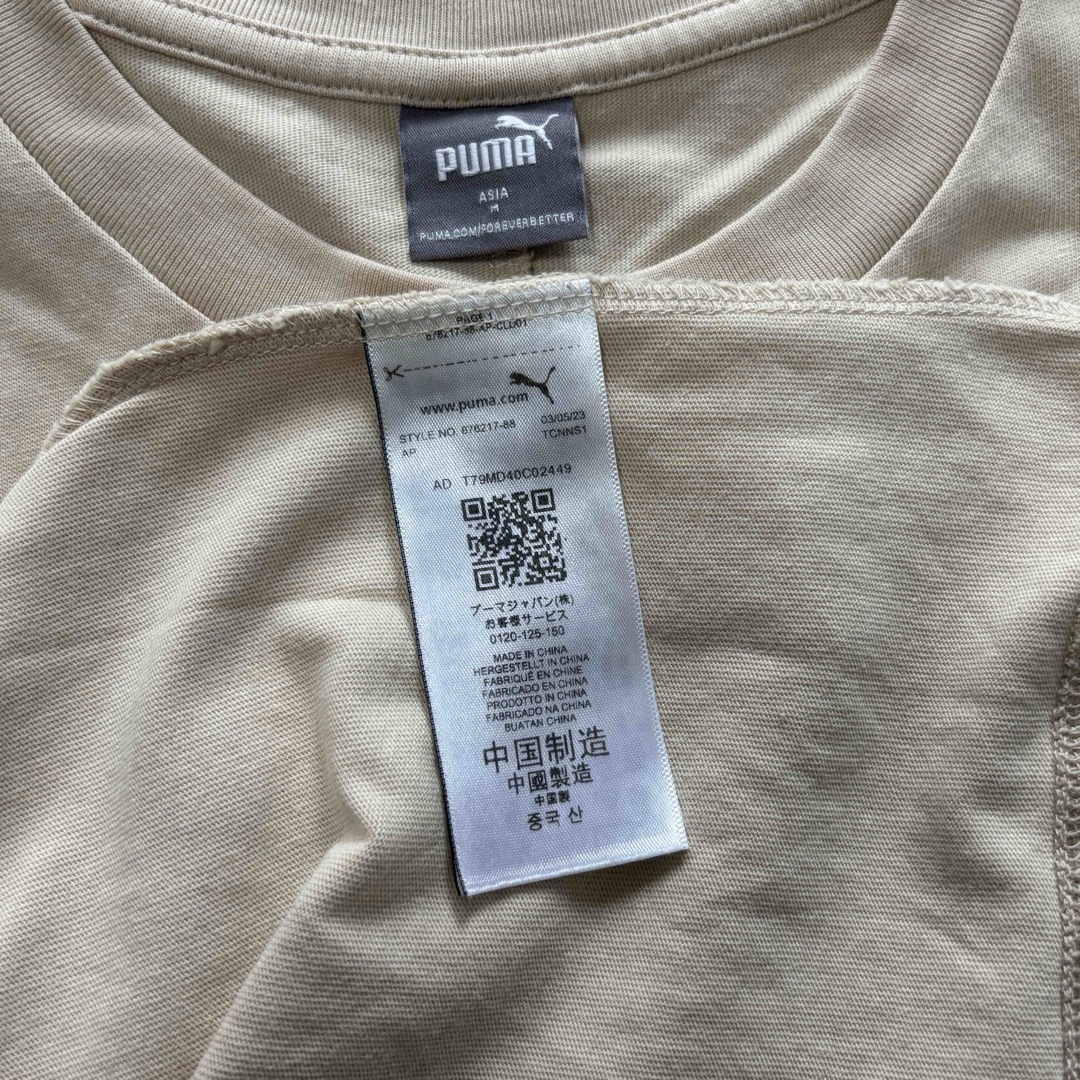 PUMA
ASIA
M
PUMA.COM/FOREVERBETTER
PAGE 1
www.puma.com
STYLE NO. 676217-88 03/05/23
AP TCNNS1
AD T79MD40C02449
プーマジャパン(株)
お客様サービス
0120-125-150
MADE IN CHINA
HERGESTELLT IN CHINA
FABRIQUÉ EN CHINE
FABRICADO EN CHINA
PRODOTTO IN CHINA
FABRICADO NA CHINA
BUATAN CHINA
中国制造
中國製造
中国製
중국 산